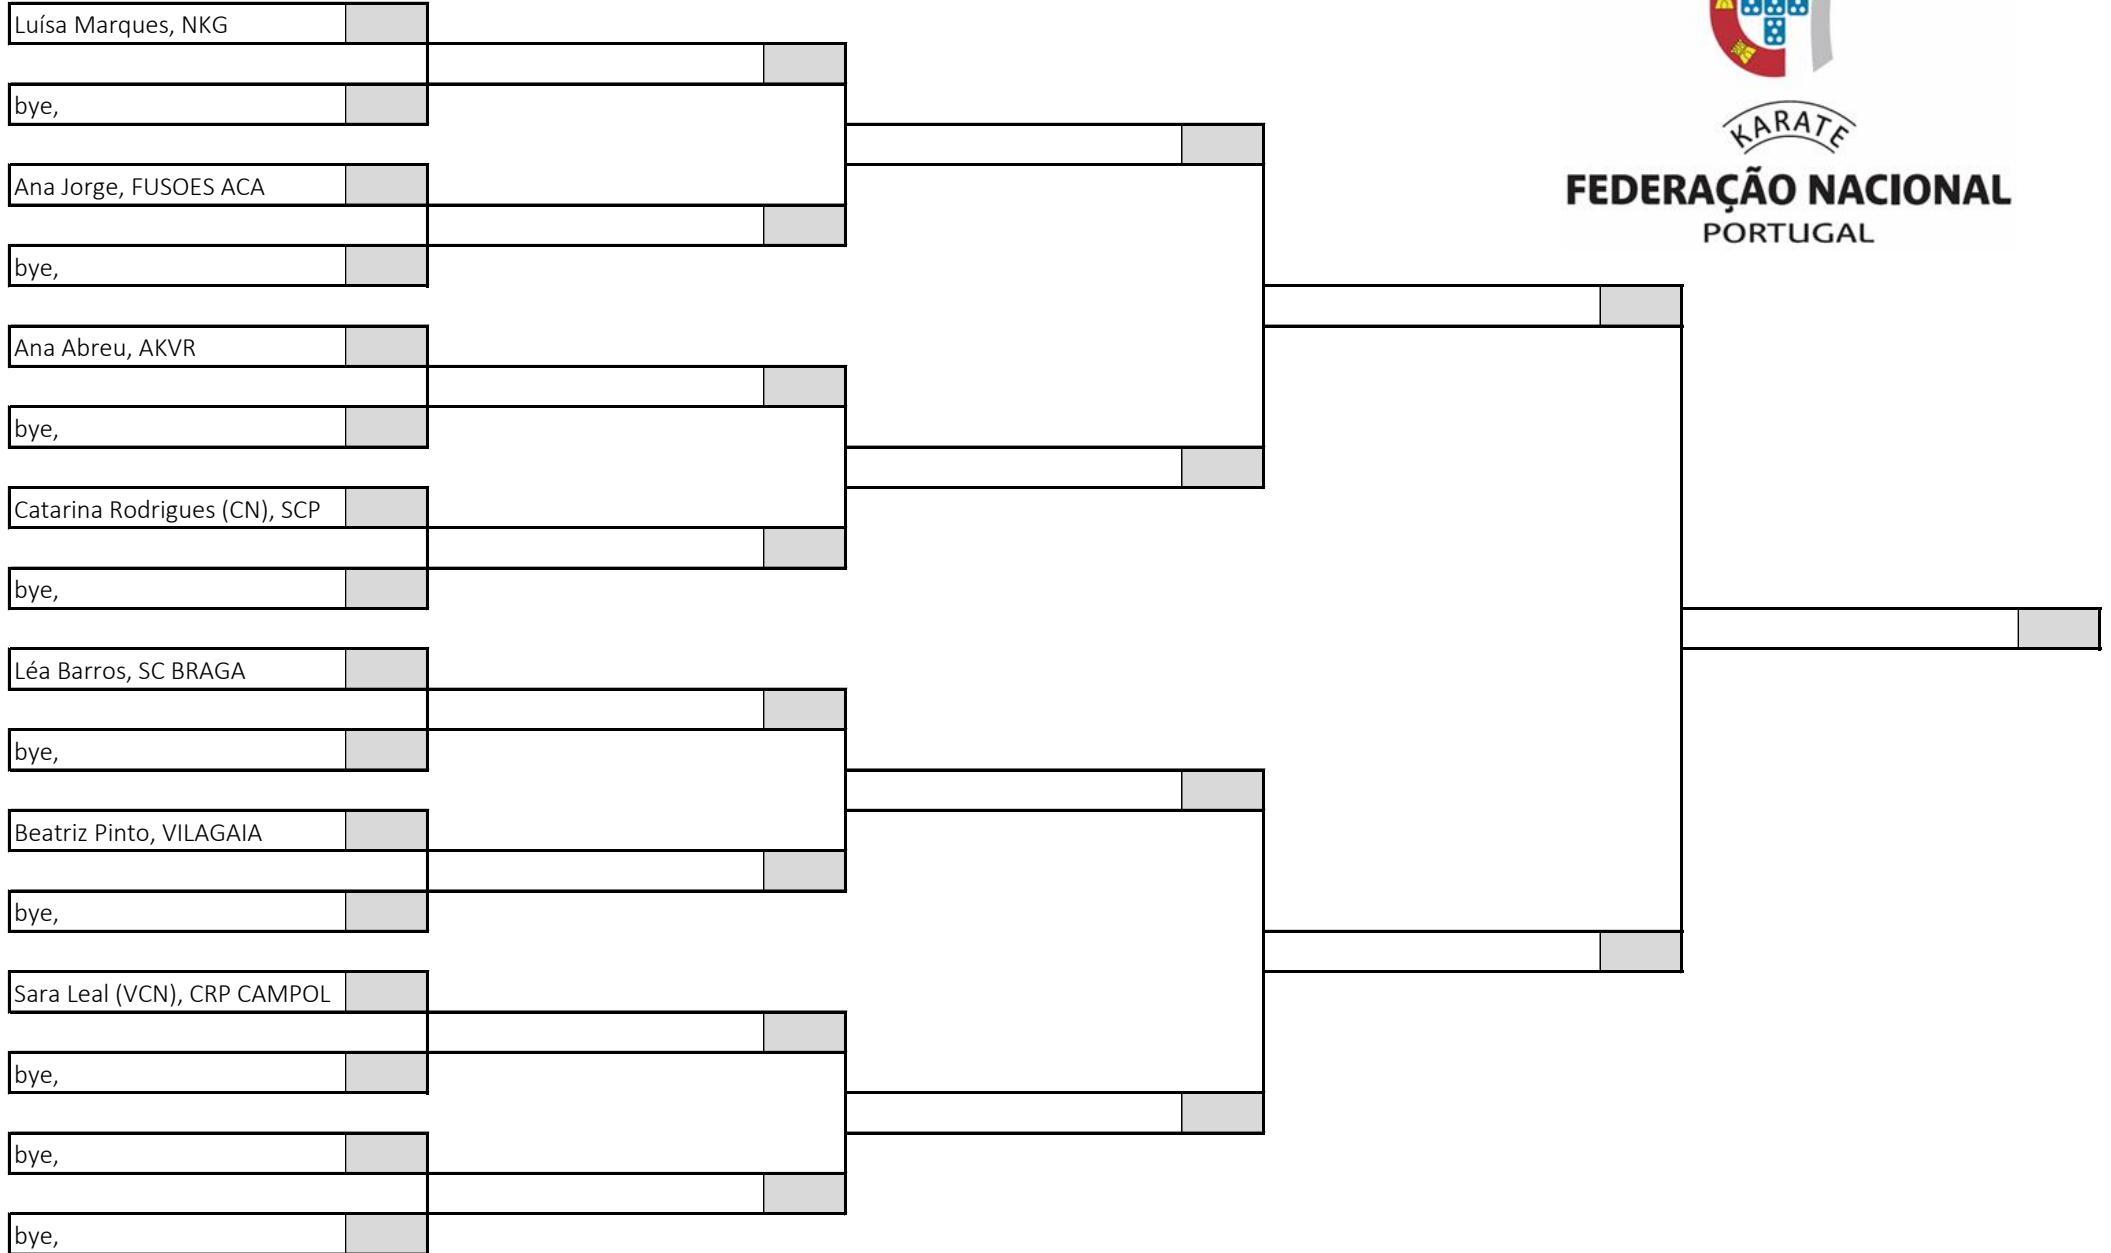 Luísa Marques, NKG
bye,
Ana Jorge, FUSOES ACA
bye,
Ana Abreu, AKVR
bye,
Catarina Rodrigues (CN), SCP
bye,
Léa Barros, SC BRAGA
bye,
Beatriz Pinto, VILAGAIA
bye,
Sara Leal (VCN), CRP CAMPOL
bye,
bye,
bye,
KARATE
FEDERAÇÃO NACIONAL
PORTUGAL